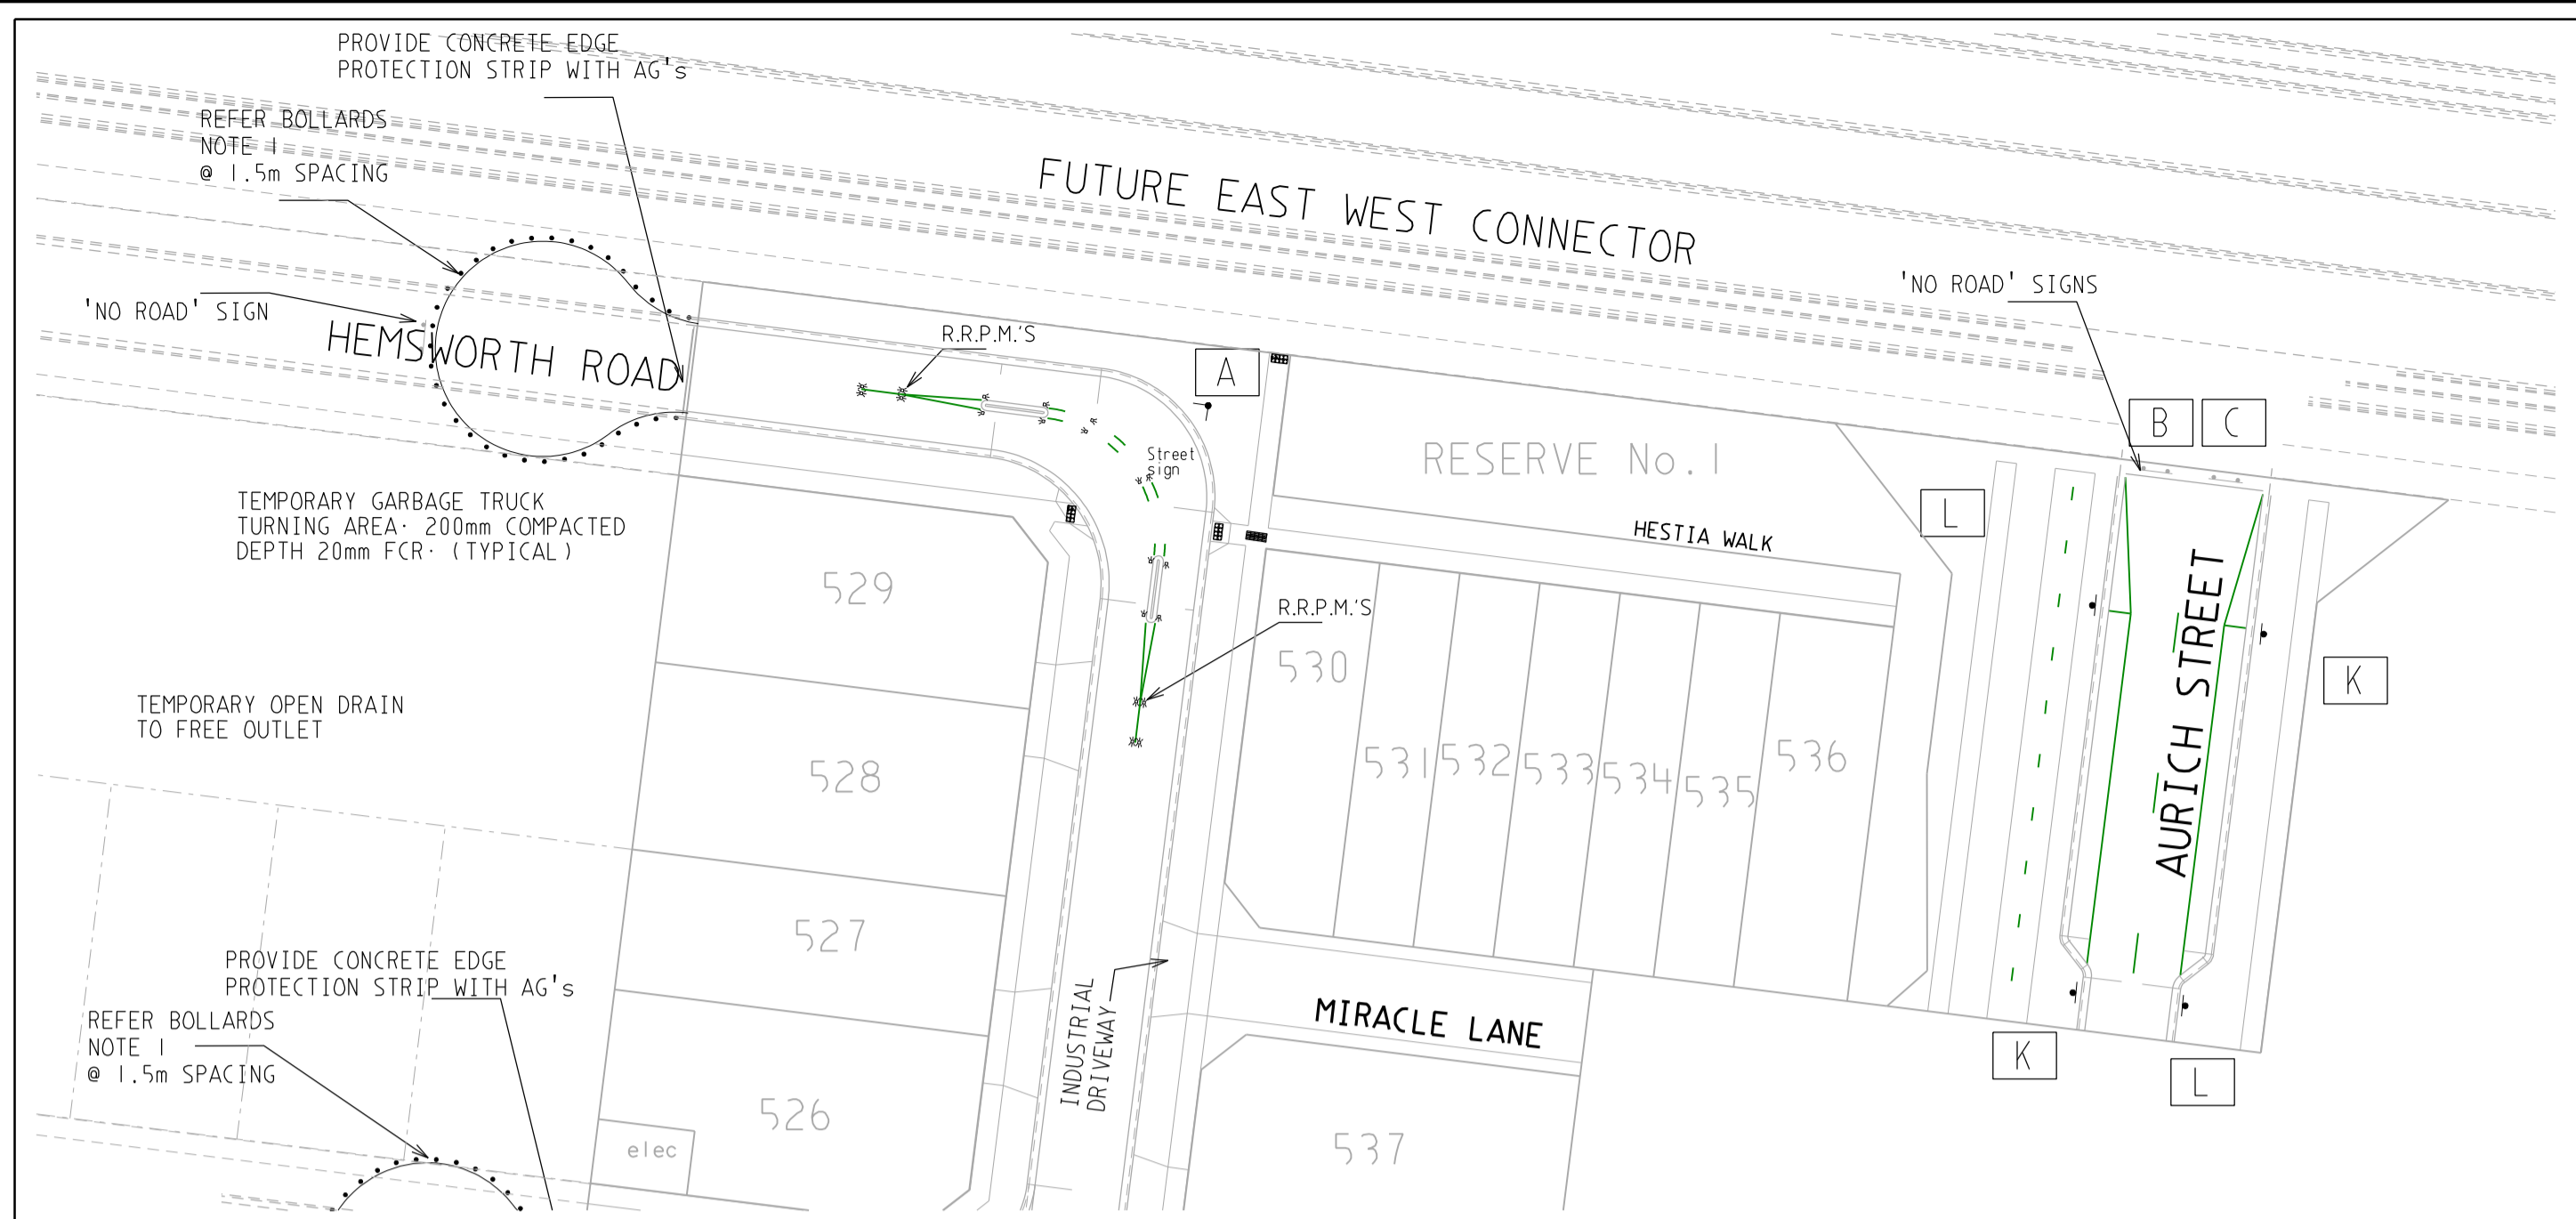 PROVIDE CONCRETE EDGE
PROTECTION STRIP WITH AG's
REFER BOLLARDS
NOTE 1
@ 1.5m SPACING
'NO ROAD' SIGN
HEMSWORTH ROAD
FUTURE EAST WEST CONNECTOR
R.R.P.M.'S
A
Street
sign
RESERVE No. 1
'NO ROAD' SIGNS
B
C
L
HESTIA WALK
TEMPORARY GARBAGE TRUCK
TURNING AREA· 200mm COMPACTED
DEPTH 20mm FCR· (TYPICAL)
529
R.R.P.M.'S
530
531
532
533
534
535
536
AURICH STREET
K
TEMPORARY OPEN DRAIN
TO FREE OUTLET
528
527
PROVIDE CONCRETE EDGE
PROTECTION STRIP WITH AG's
REFER BOLLARDS
NOTE 1
@ 1.5m SPACING
INDUSTRIAL
DRIVEWAY
MIRACLE LANE
K
L
526
elec
537